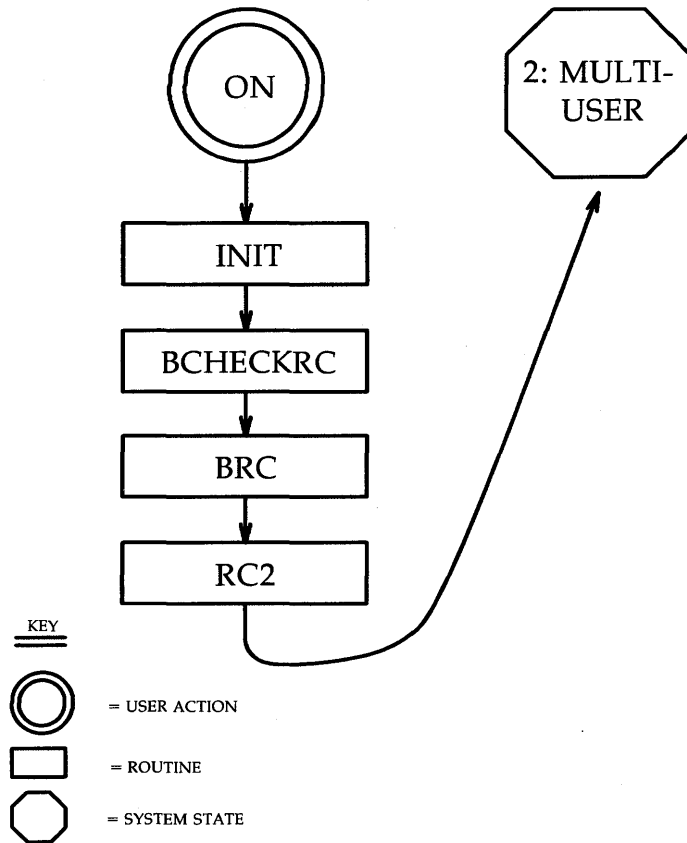 ON
2: MULTI-
USER
INIT
BCHECKRC
BRC
RC2
KEY
= USER ACTION
= ROUTINE
= SYSTEM STATE